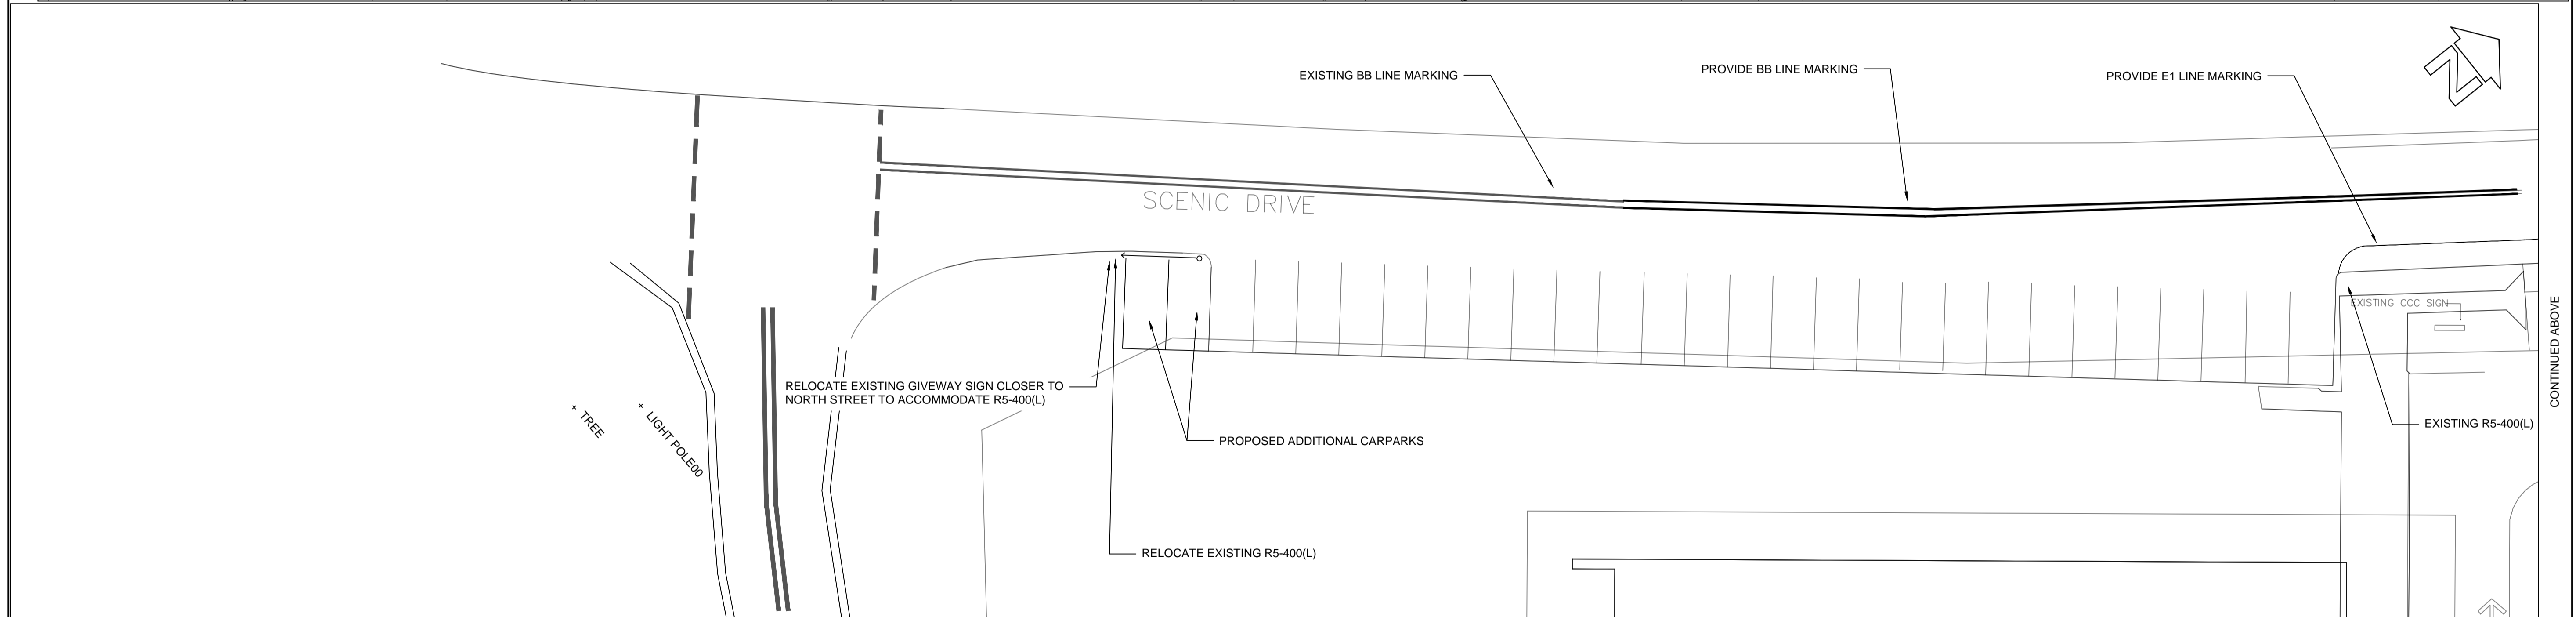 EXISTING BB LINE MARKING
PROVIDE BB LINE MARKING
PROVIDE E1 LINE MARKING
N
SCENIC DRIVE
EXISTING CCC SIGN
CONTINUED ABOVE
RELOCATE EXISTING GIVEWAY SIGN CLOSER TO
NORTH STREET TO ACCOMMODATE R5-400(L)
TREE
LIGHT POLE00
PROPOSED ADDITIONAL CARPARKS
EXISTING R5-400(L)
RELOCATE EXISTING R5-400(L)